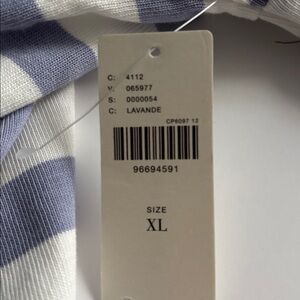 C: 4112
V: 065977
S: 0000054
C: LAVANDE
CP6097 12
96694591
SIZE
XL